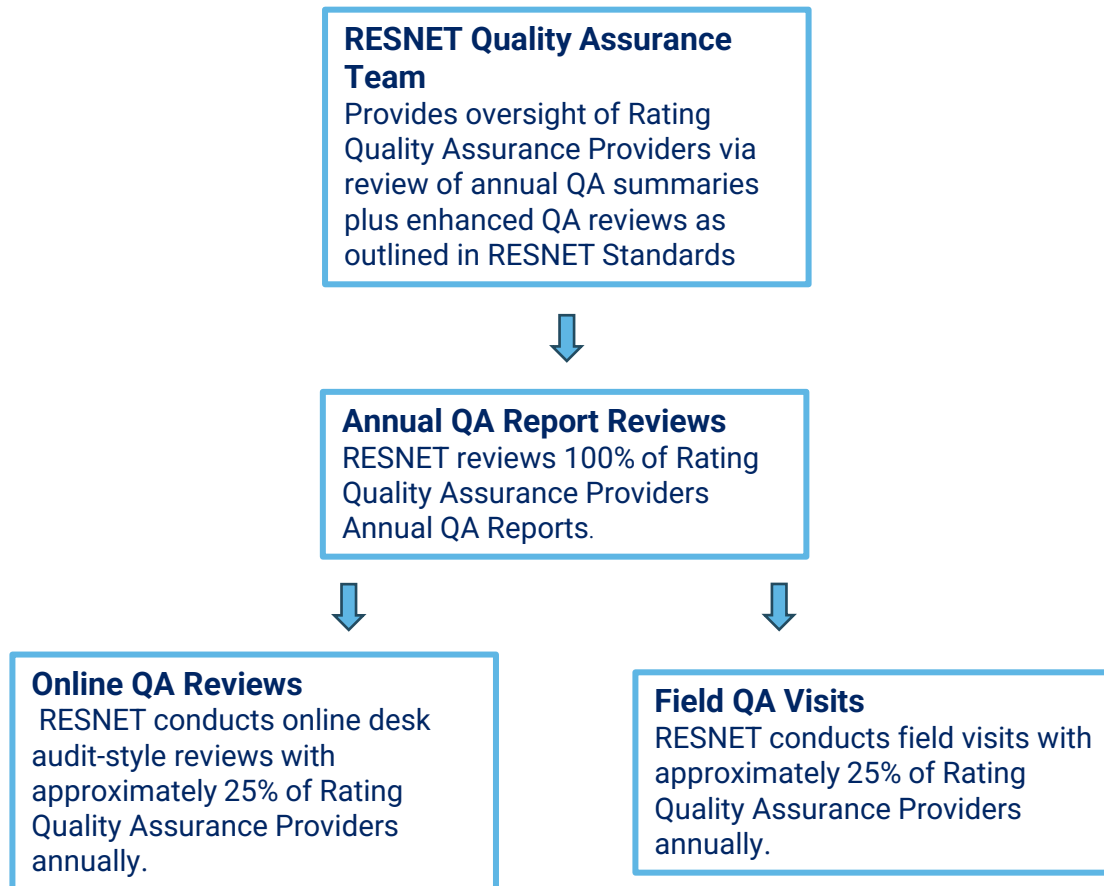 RESNET Quality Assurance
Team
Provides oversight of Rating
Quality Assurance Providers via
review of annual QA summaries
plus enhanced QA reviews as
outlined in RESNET Standards
Annual QA Report Reviews
RESNET reviews 100% of Rating
Quality Assurance Providers
Annual QA Reports.
Online QA Reviews
RESNET conducts online desk
audit-style reviews with
approximately 25% of Rating
Quality Assurance Providers
annually.
Field QA Visits
RESNET conducts field visits with
approximately 25% of Rating
Quality Assurance Providers
annually.